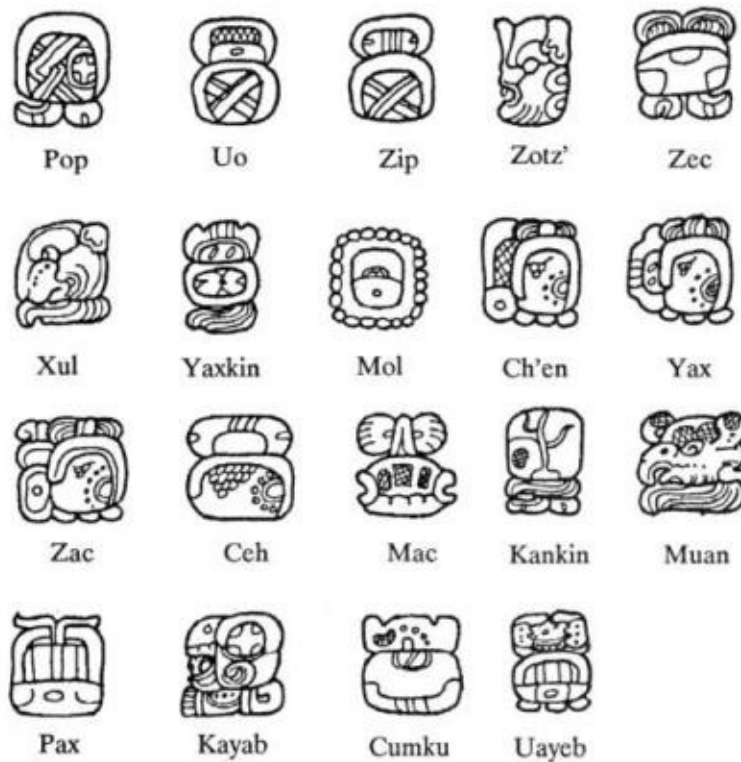 Pop Uo Zip Zotz' Zec
Xul Yaxkin Mol Ch'en Yax
Zac Ceh Mac Kankin Muan
Pax Kayab Cumku Uayeb